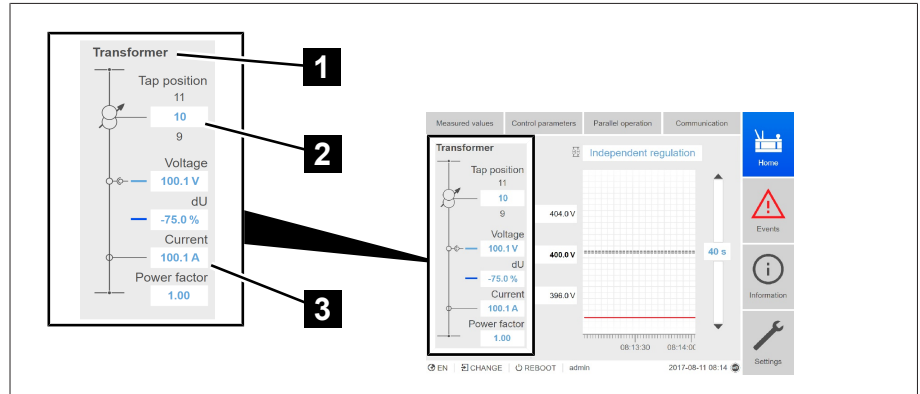 Transformer
1
Tap position
11
10
2
9
Voltage
100.1 V
dU
-75.0 %
Current
100.1 A
3
Power factor
1.00
Measured values Control parameters Parallel operation Communication
Home
Transformer
Independent regulation
Tap position
11
10
9
404.0 V
Voltage
100.1 V
400.0 V
40 s
dU
-75.0 %
Current
396.0 V
100.1 A
Power factor
1.00
08:13:30 08:14:00
Events
Information
Settings
EN CHANGE REBOOT admin 2017-08-11 08:14